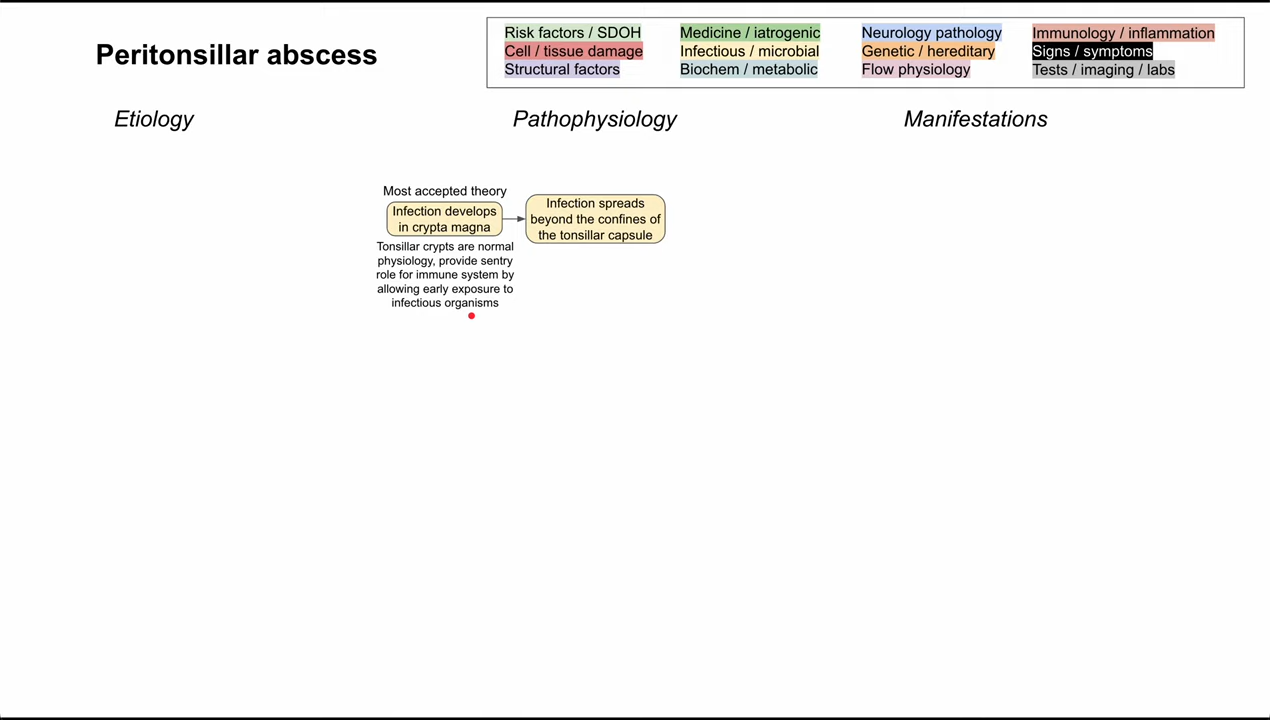 Peritonsillar abscess
Risk factors / SDOH
Cell / tissue damage
Structural factors
Medicine / iatrogenic
Infectious / microbial
Biochem / metabolic
Neurology pathology
Genetic / hereditary
Flow physiology
Immunology / inflammation
Signs / symptoms
Tests / imaging / labs
Etiology
Pathophysiology
Manifestations
Most accepted theory
Infection develops
in crypta magna
Tonsillar crypts are normal
physiology, provide sentry
role for immune system by
allowing early exposure to
infectious organisms
Infection spreads
beyond the confines of
the tonsillar capsule